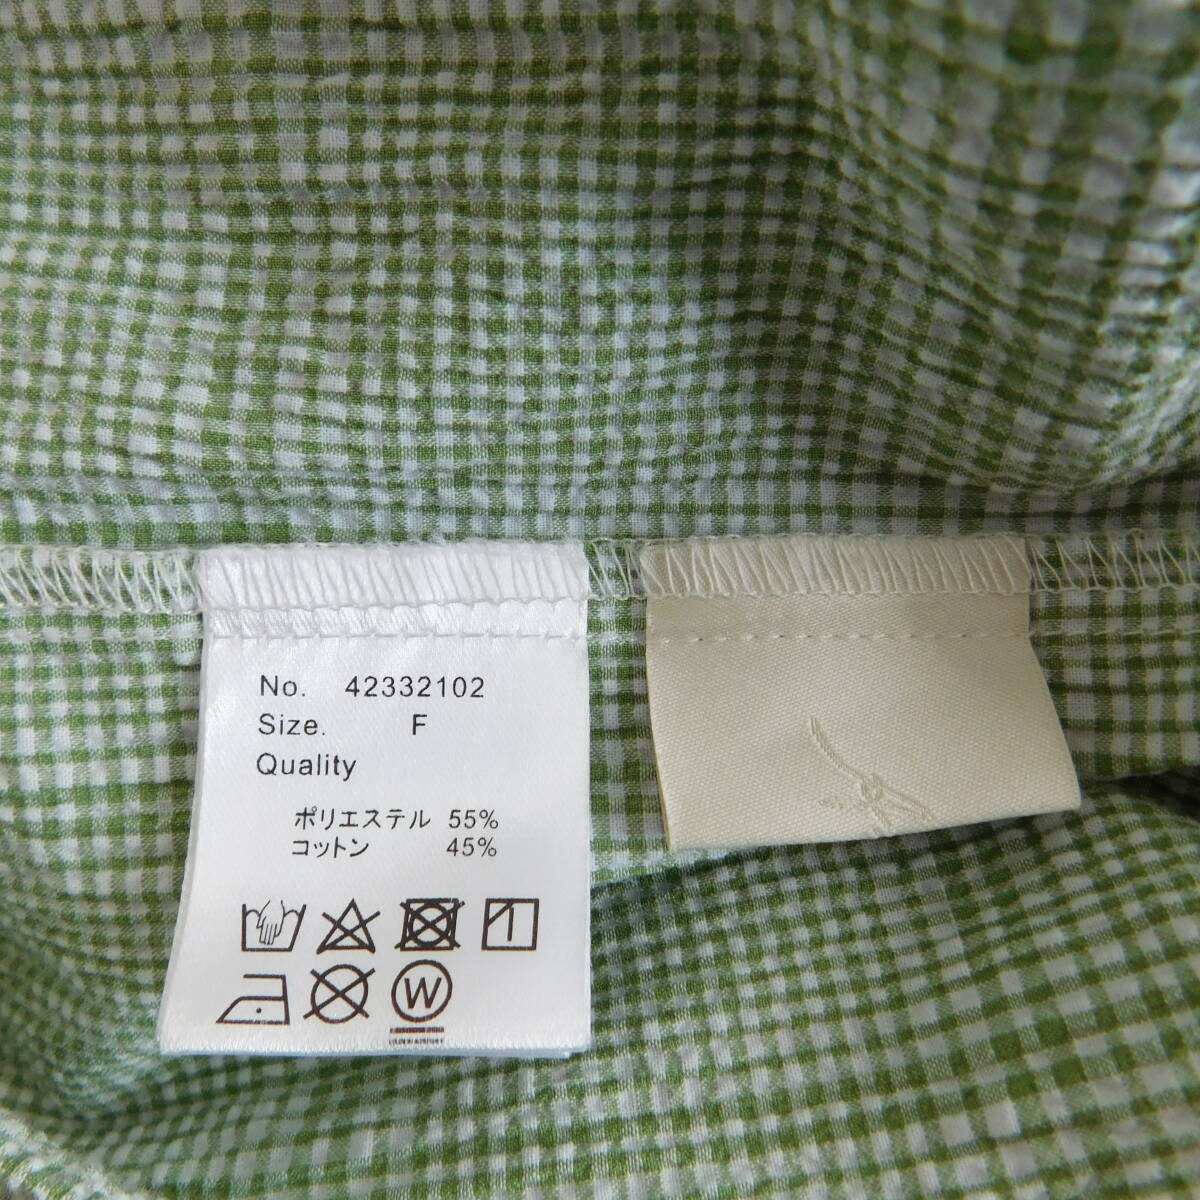 No. 42332102
Size. F
Quality
ポリエステル 55%
コットン 45%
W